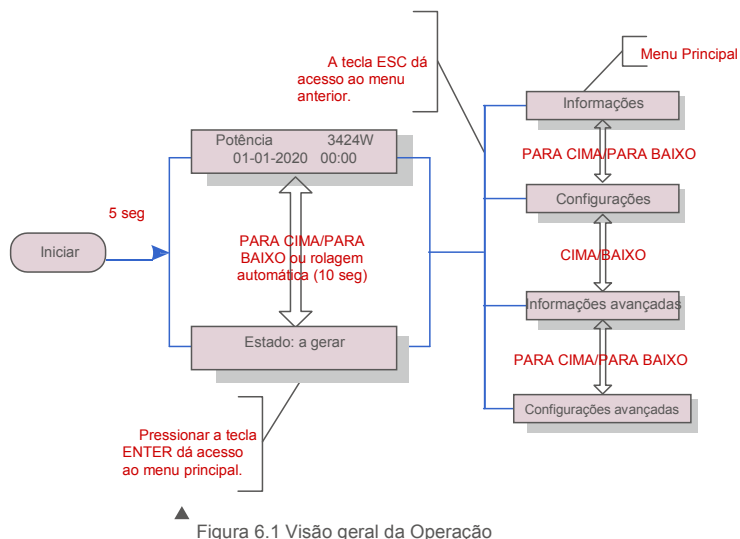 A tecla ESC dá
acesso ao menu
anterior.
Menu Principal
Informações
Potência 3424W
01-01-2020 00:00
PARA CIMA/PARA BAIXO
Configurações
5 seg
Iniciar
PARA CIMA/PARA
BAIXO ou rolagem
automática (10 seg)
CIMA/BAIXO
Informações avançadas
Estado: a gerar
PARA CIMA/PARA BAIXO
Configurações avançadas
Pressionar a tecla
ENTER dá acesso
ao menu principal.
Figura 6.1 Visão geral da Operação